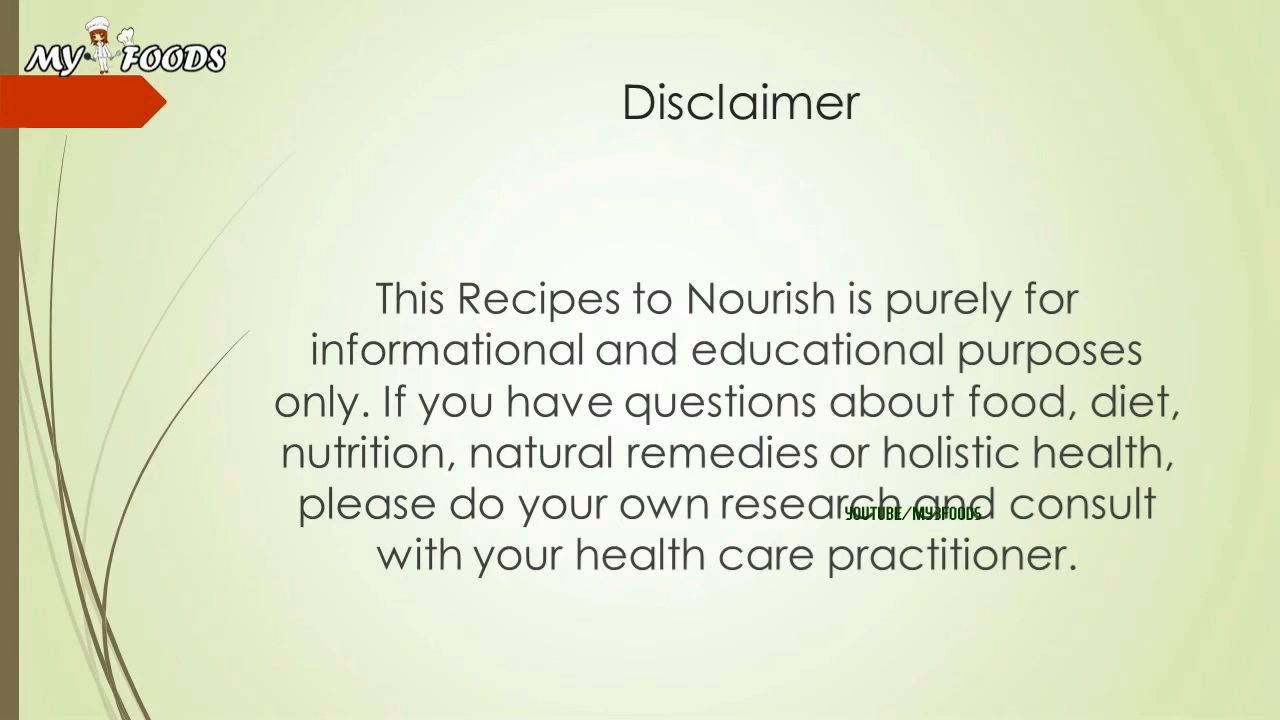 MY FOODS
Disclaimer
This Recipes to Nourish is purely for
informational and educational purposes
only. If you have questions about food, diet,
nutrition, natural remedies or holistic health,
please do your own research and consult
YOUTUBE/MY3FOODS
with your health care practitioner.